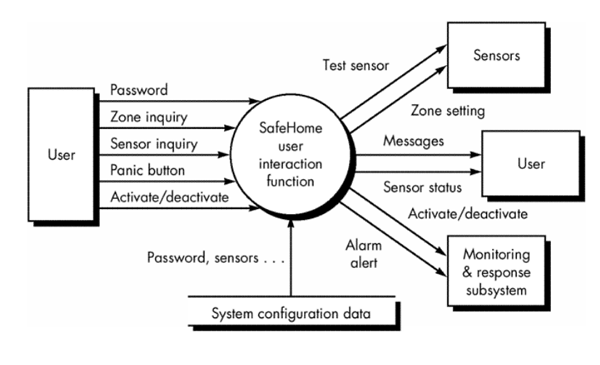 Password
Zone inquiry
Sensor inquiry
Panic button
Activate/deactivate
User
SafeHome
user
interaction
function
Test sensor
Sensors
Zone setting
Messages
User
Sensor status
Activate/deactivate
Alarm
alert
Monitoring
& response
subsystem
Password, sensors . . .
System configuration data